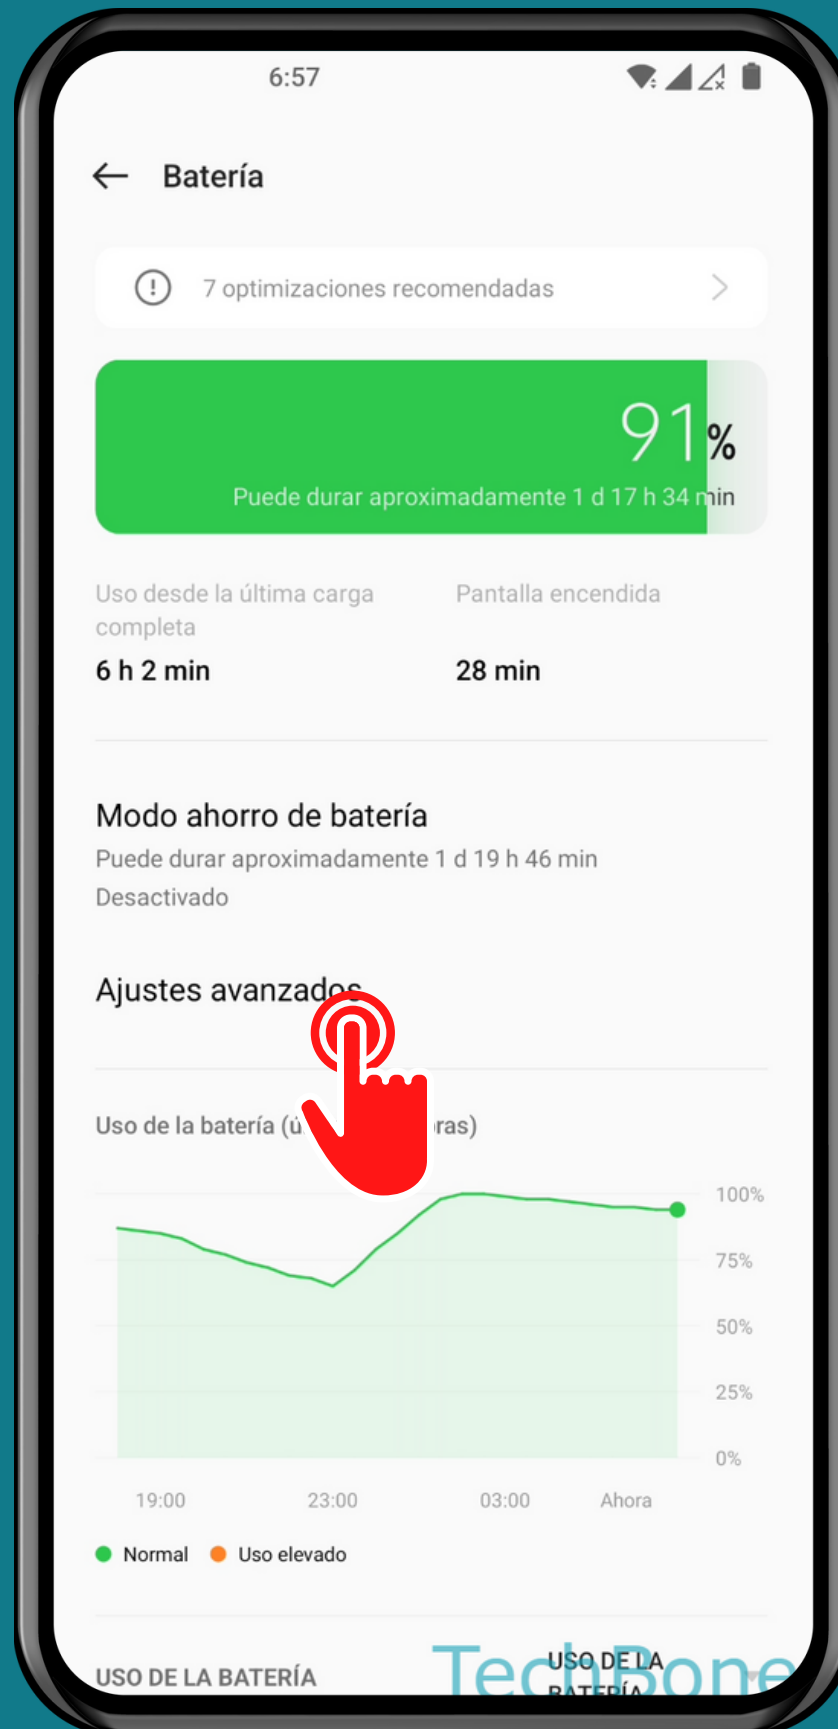 6:57
Batería
7 optimizaciones recomendadas
91%
Puede durar aproximadamente 1 d 17 h 34 min
Uso desde la última carga
completa
6 h 2 min
Pantalla encendida
28 min
Modo ahorro de batería
Puede durar aproximadamente 1 d 19 h 46 min
Desactivado
Ajustes avanzados
Uso de la batería
100%
75%
50%
25%
0%
19:00 23:00 03:00 Ahora
Normal Uso elevado
USO DE LA BATERÍA
USO DE LA
BATERÍA
TechBone